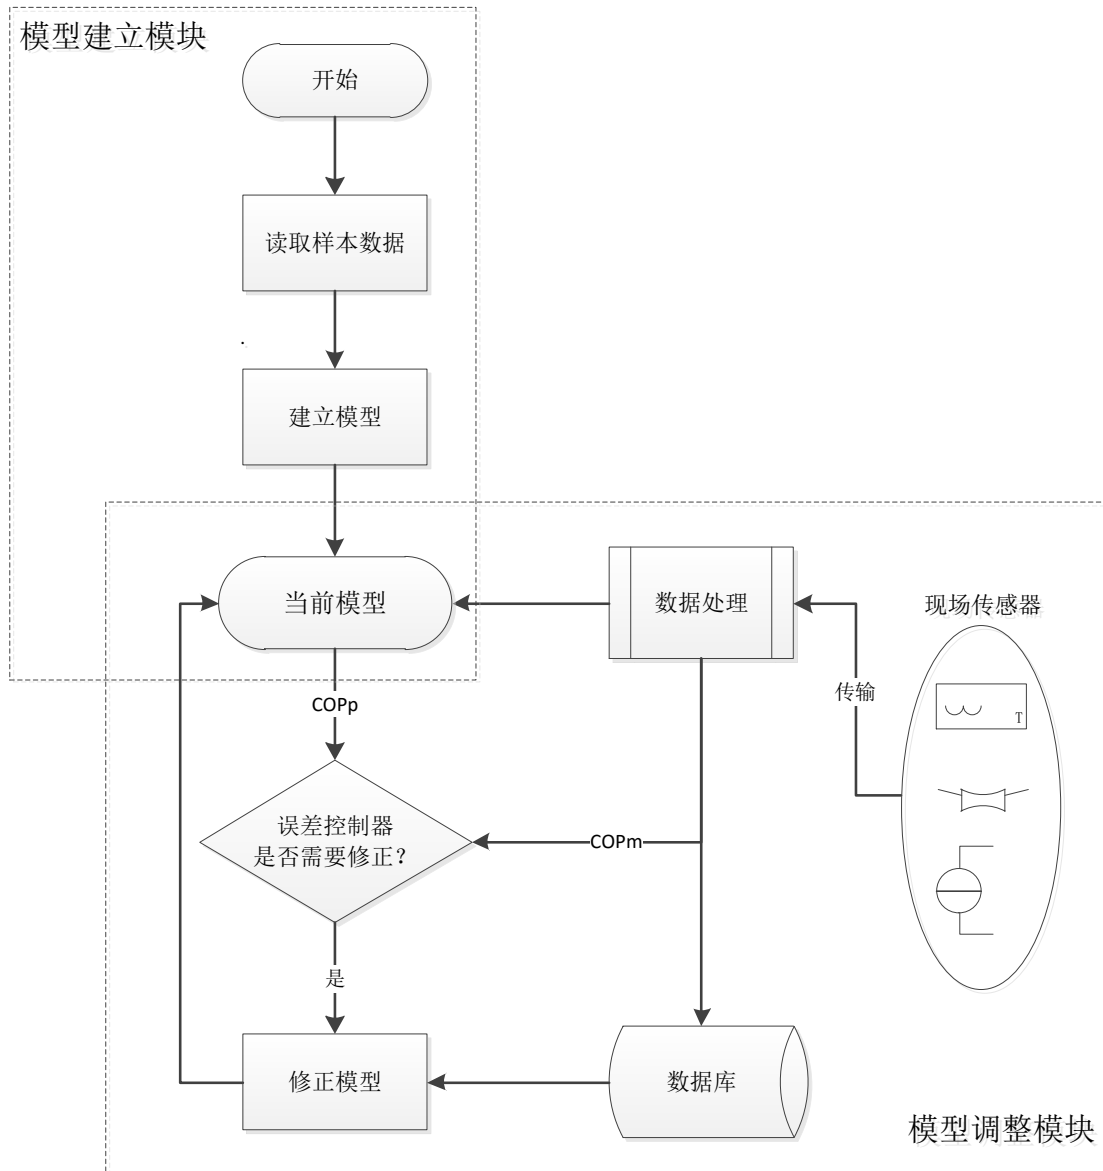 模型建立模块
开始
读取样本数据
建立模型
当前模型
数据处理
现场传感器
传输
T
COPp
误差控制器
是否需要修正?
COPm
是
修正模型
数据库
模型调整模块